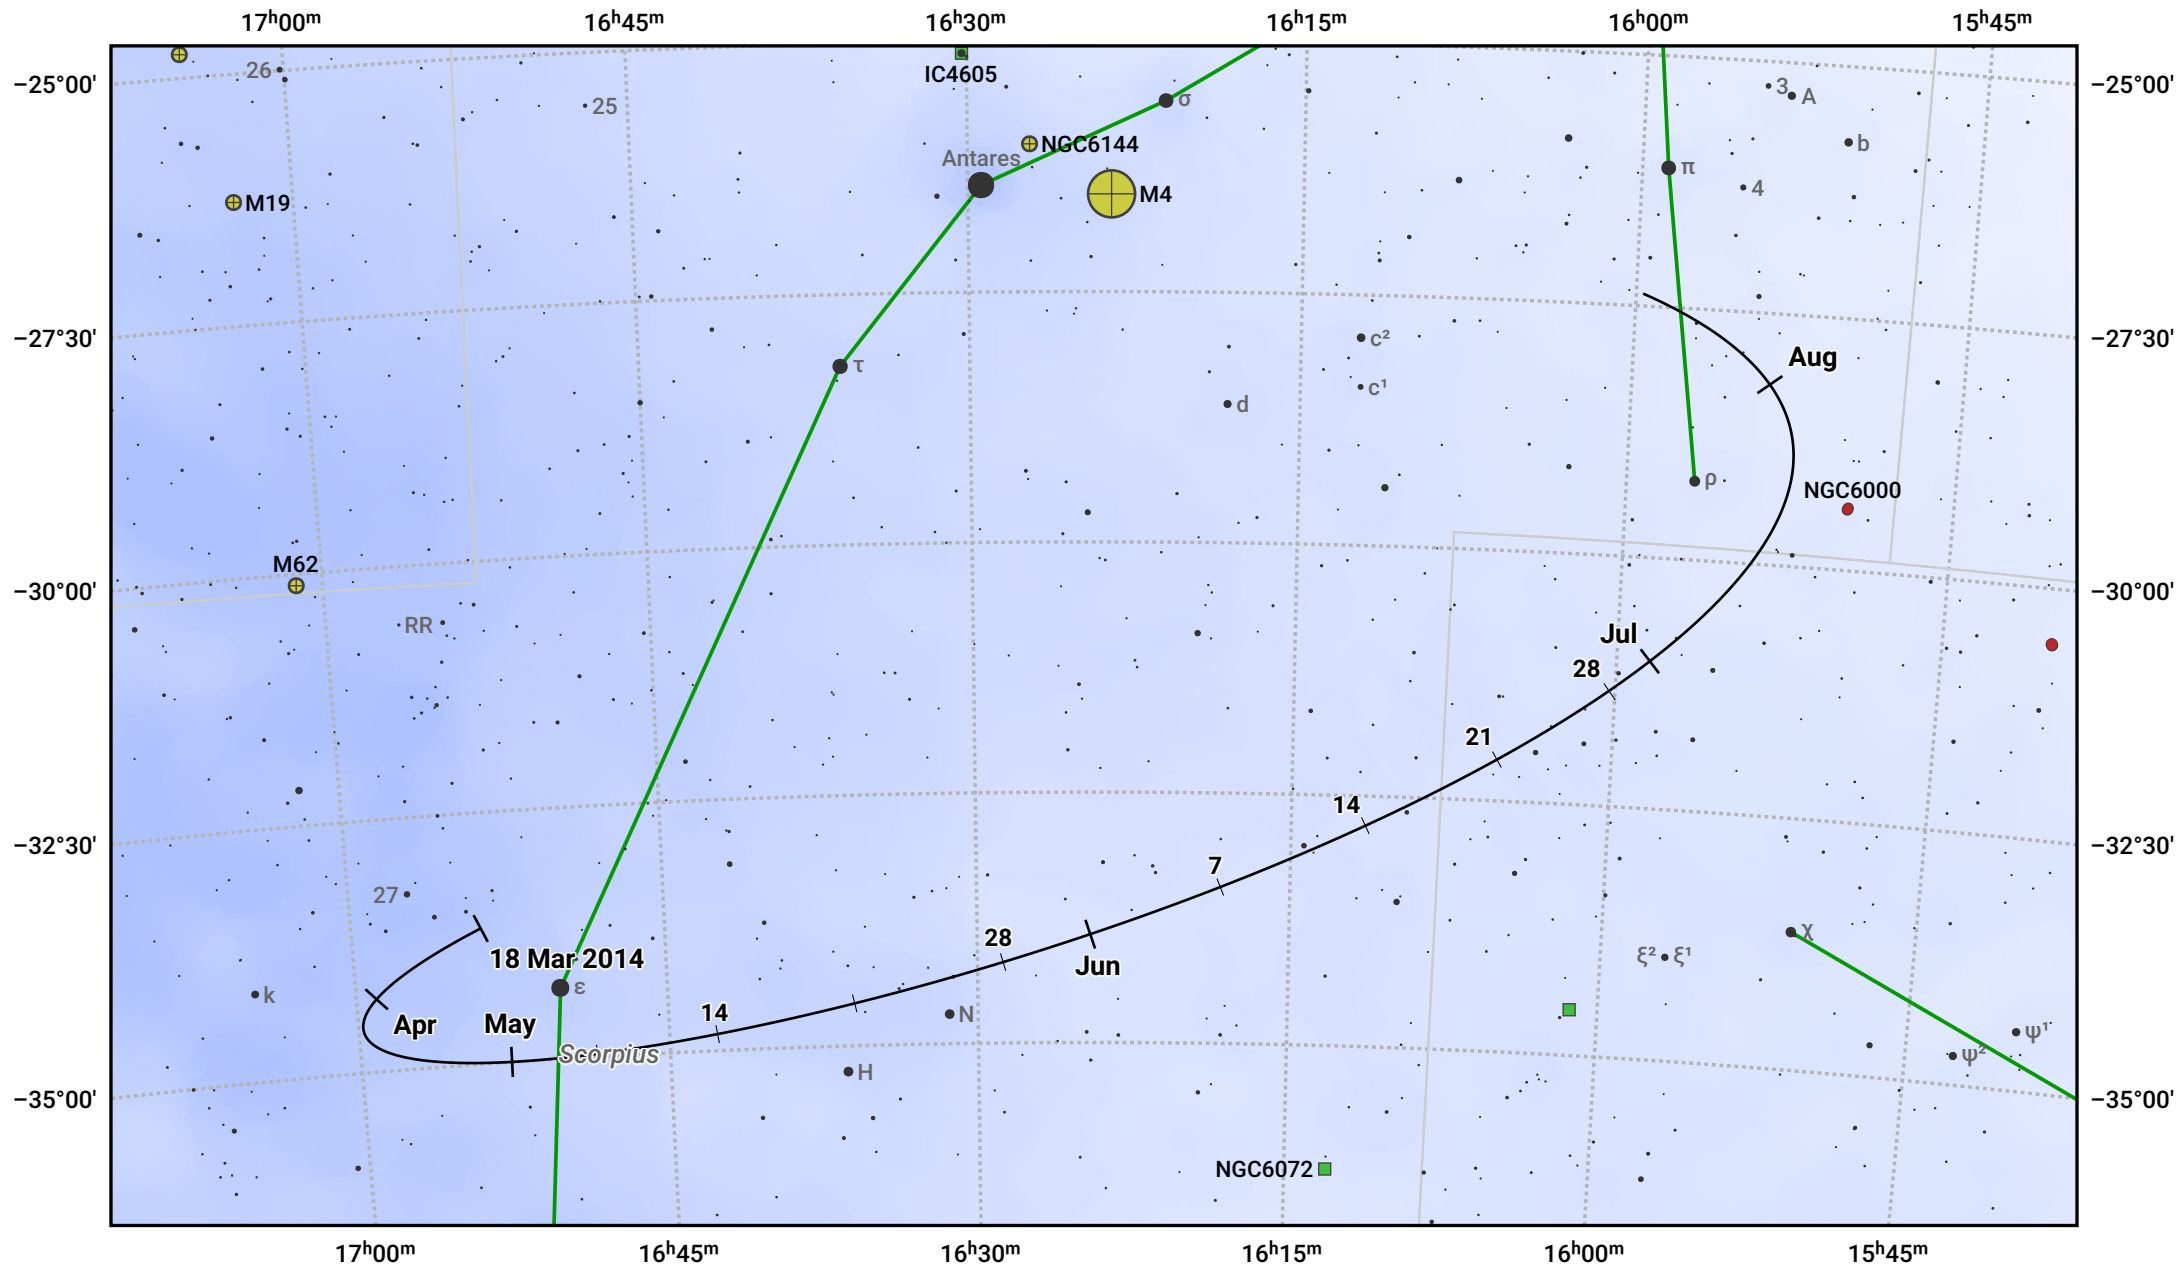 17ʰ00ᵐ 16ʰ45ᵐ 16ʰ30ᵐ 16ʰ15ᵐ 16ʰ00ᵐ 15ʰ45ᵐ
−25°00' −25°00'
26
25
IC4605
3 A
σ
NGC6144
b
Antares
π
4
M4
M19
−27°30' −27°30'
c²
Aug
τ
c¹
d
ρ
NGC6000
M62
−30°00' −30°00'
RR
Jul
28
21
14
−32°30' −32°30'
7
27
28
χ
18 Mar 2014
ξ² ξ¹
Jun
ε
k
14
N
Apr May
ψ¹
Scorpius
ψ²
H
−35°00' −35°00'
NGC6072
17ʰ00ᵐ 16ʰ45ᵐ 16ʰ30ᵐ 16ʰ15ᵐ 16ʰ00ᵐ 15ʰ45ᵐ